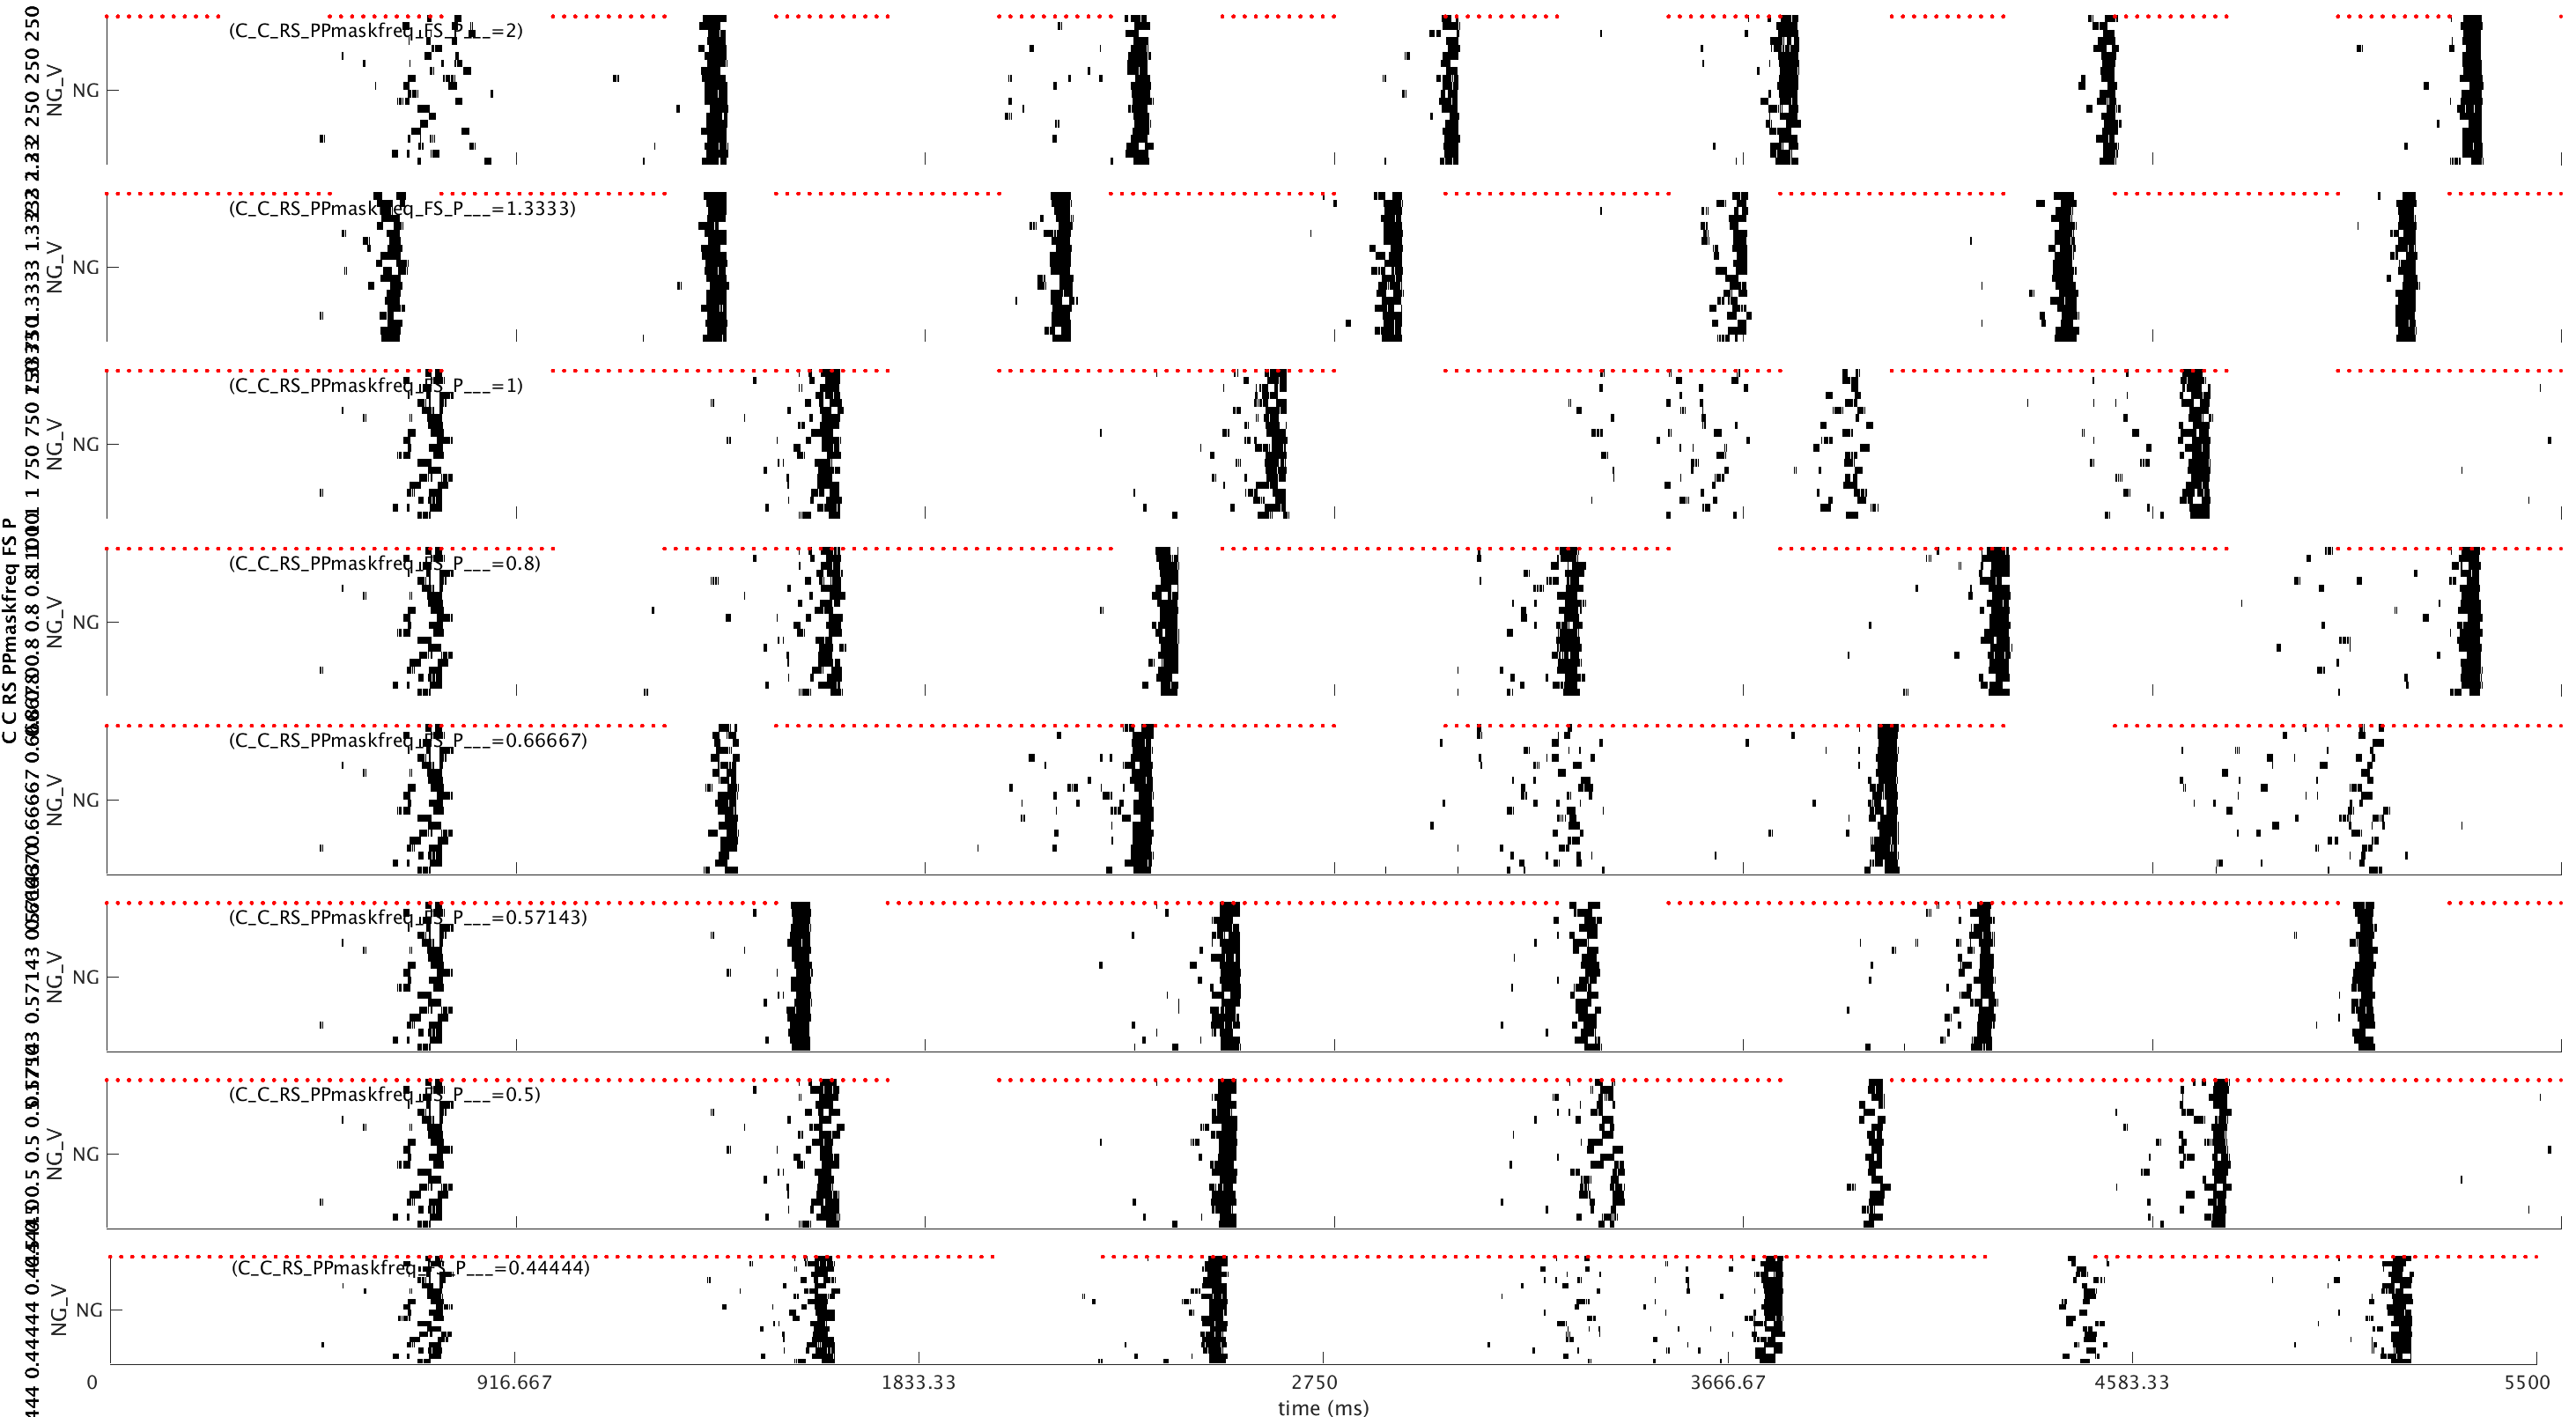 (C_C_RS_PPmaskfreq_FS_P___=2)
NG_V
NG
(C_C_RS_PPmaskfreq_FS_P___=1.3333)
NG_V
NG
(C_C_RS_PPmaskfreq_FS_P___=1)
NG_V
NG
(C_C_RS_PPmaskfreq_FS_P___=0.8)
NG_V
NG
C C RS PPmaskfreq FS P
(C_C_RS_PPmaskfreq_FS_P___=0.66667)
NG_V
NG
(C_C_RS_PPmaskfreq_FS_P___=0.57143)
NG_V
NG
(C_C_RS_PPmaskfreq_FS_P___=0.5)
NG_V
NG
(C_C_RS_PPmaskfreq_FS_P___=0.44444)
NG_V
NG
0 916.667 1833.33 2750 3666.67 4583.33 5500
time (ms)